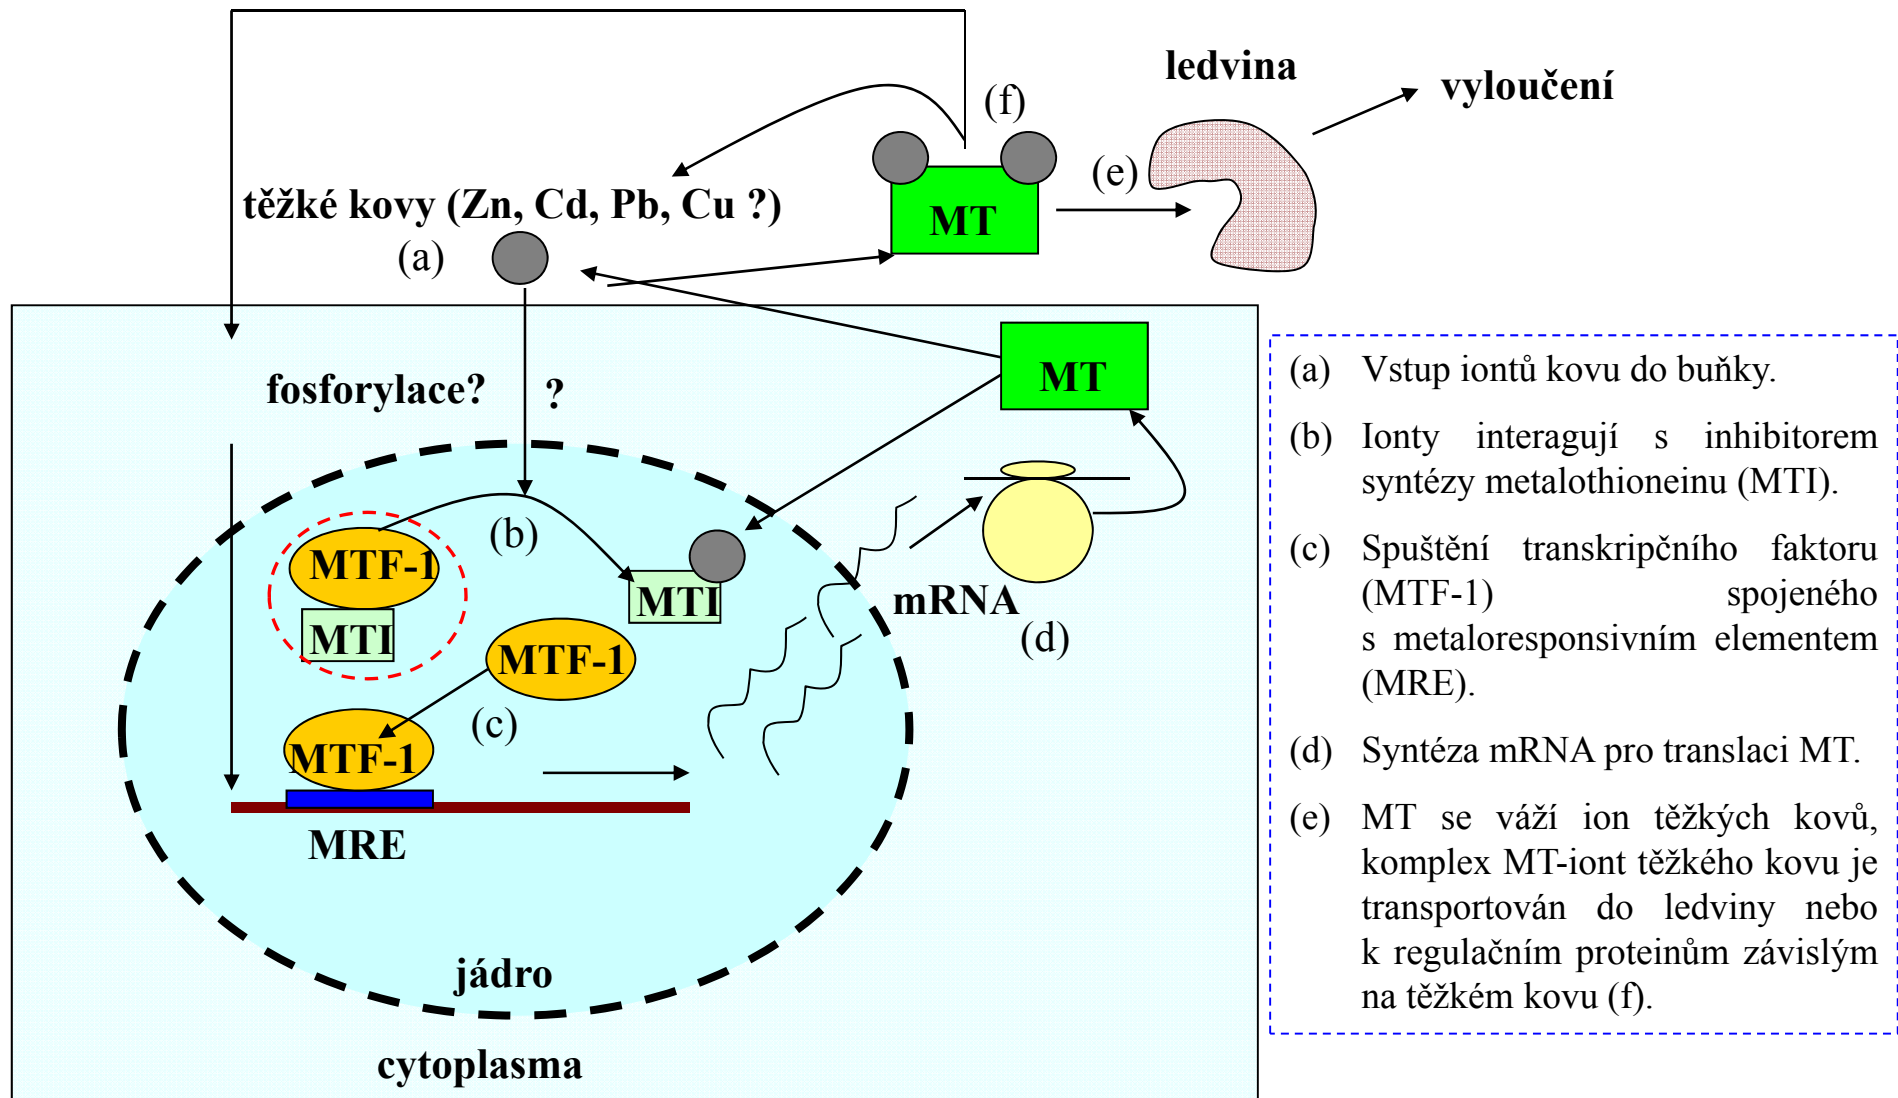 ledvina
vyloučení
(f)
(e)
těžké kovy (Zn, Cd, Pb, Cu ?)
MT
(a)
fosforylace?
?
MT
(b)
MTF-1
MTI
MTI
mRNA
(d)
MTF-1
(c)
MTF-1
MRE
jádro
cytoplasma
(a) Vstup iontů kovu do buňky.
(b) Ionty interagují s inhibitorem
syntézy metalothioneinu (MTI).
(c) Spuštění transkripčního faktoru
(MTF-1) spojeného
s metaloresponsivním elementem
(MRE).
(d) Syntéza mRNA pro translaci MT.
(e) MT se váží ion těžkých kovů,
komplex MT-iont těžkého kovu je
transportován do ledviny nebo
k regulačním proteinům závislým
na těžkém kovu (f).